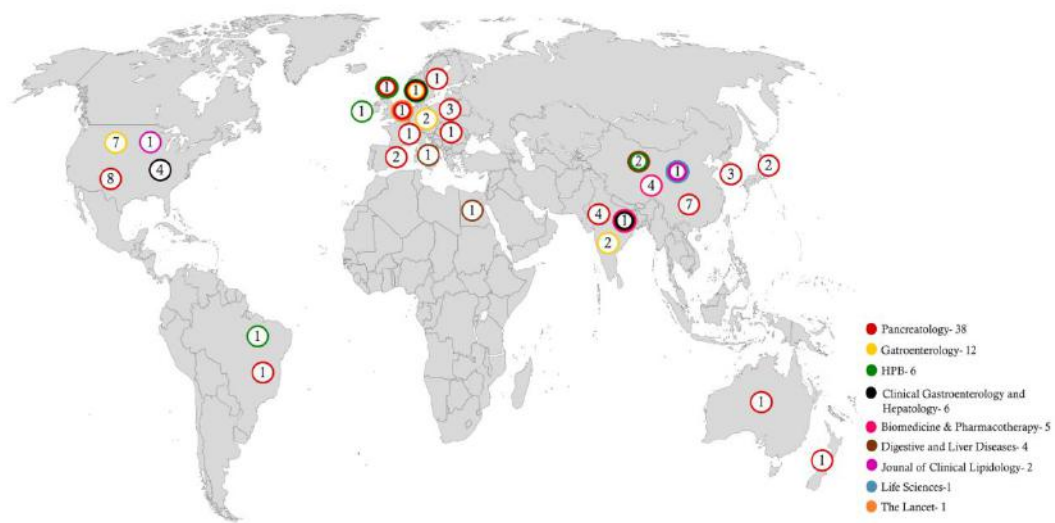 1
1
3
1
1
1
2
1
1
2
1
7
1
8
4
1
2
1
4
7
3
2
4
1
2
1
1
1
1
Pancreatology- 38
Gatroenterology- 12
HPB- 6
Clinical Gastroenterology and
Hepatology- 6
Biomedicine & Pharmacotherapy- 5
Digestive and Liver Diseases- 4
Jounal of Clinical Lipidology- 2
Life Sciences-1
The Lancet- 1